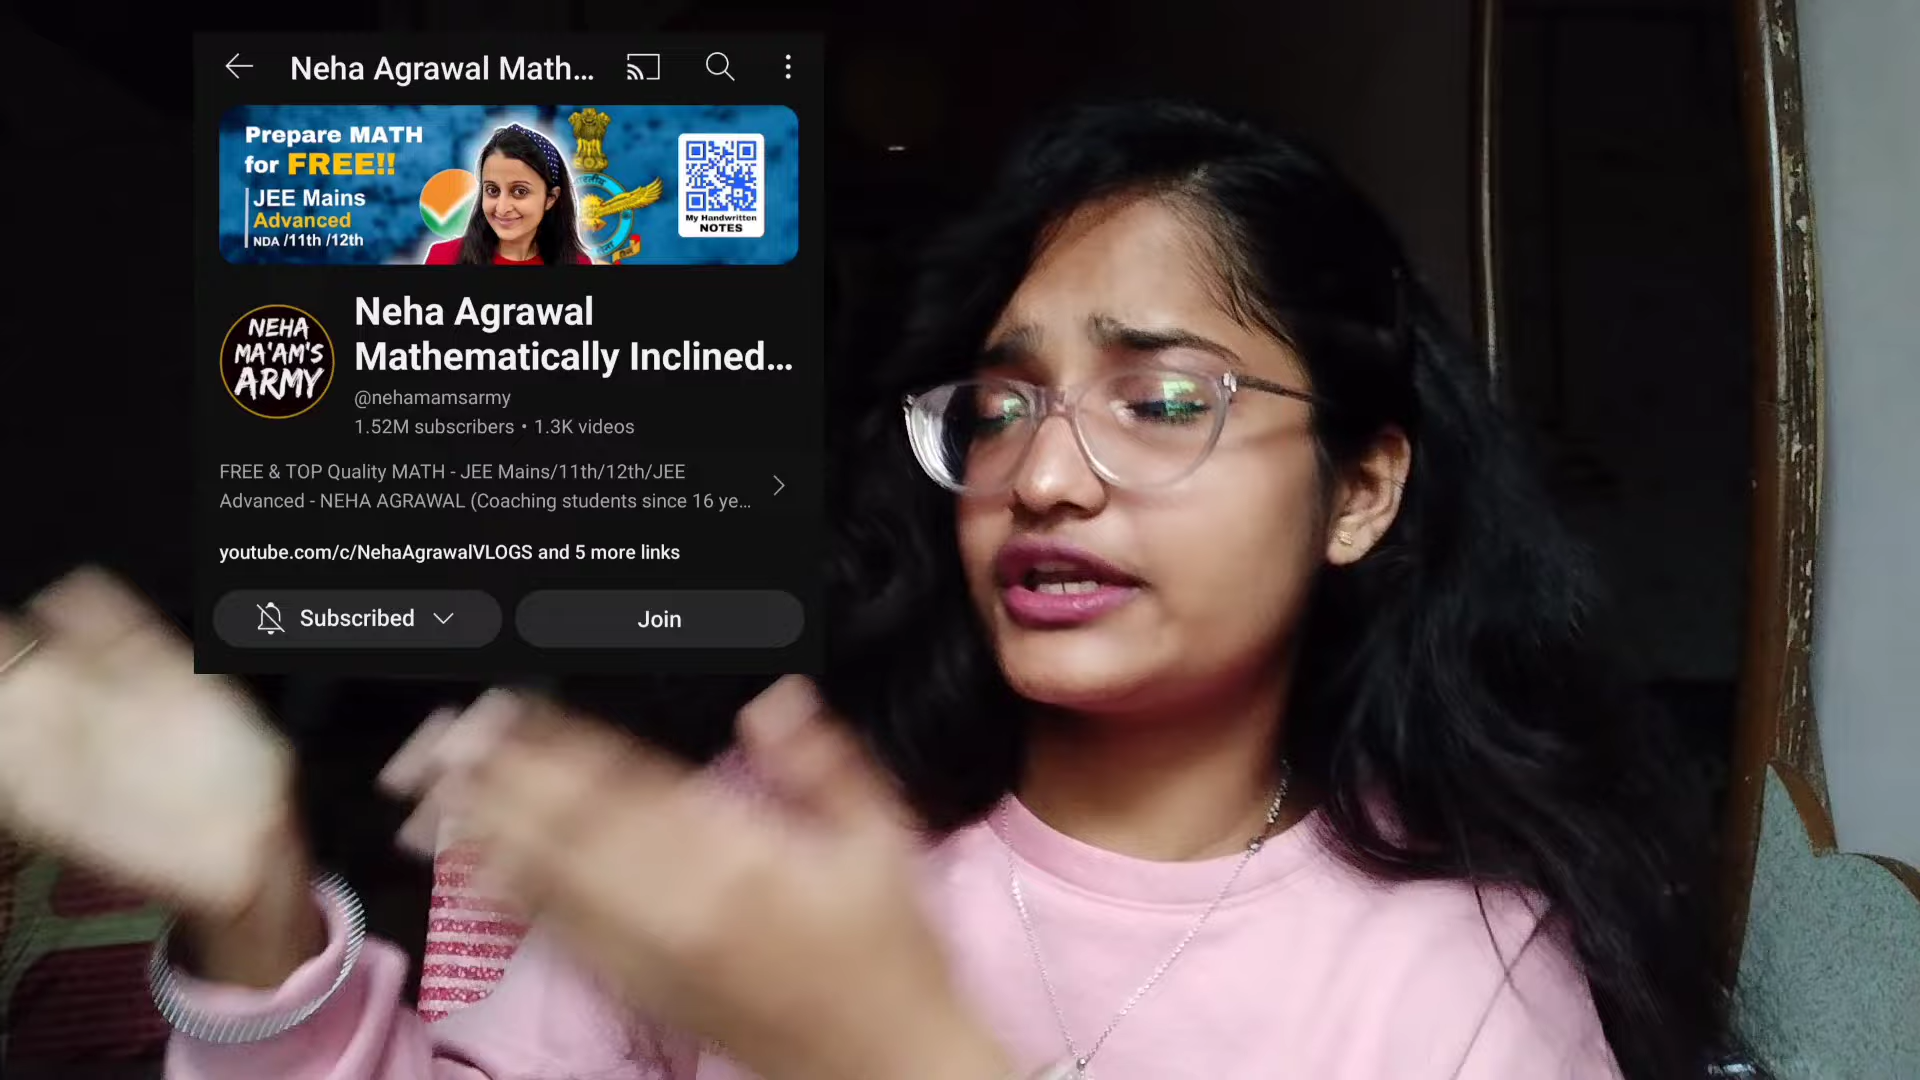 Neha Agrawal Math...
Prepare MATH
for FREE!!
JEE Mains
Advanced
NDA /11th /12th
My Handwritten
NOTES
NEHA
MA'AM'S
ARMY
Neha Agrawal
Mathematically Inclined...
@nehamamsarmy
1.52M subscribers • 1.3K videos
FREE & TOP Quality MATH - JEE Mains/11th/12th/JEE
Advanced - NEHA AGRAWAL (Coaching students since 16 ye...
youtube.com/c/NehaAgrawalVLOGS and 5 more links
Subscribed
Join